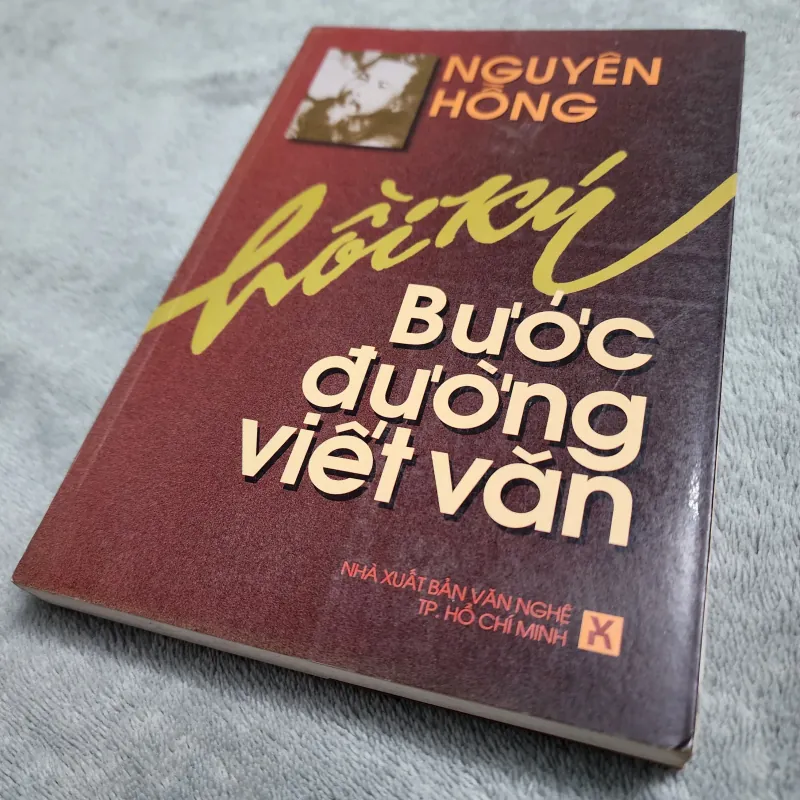 NGUYÊN
HỒNG
hồi ký
Bước
đường
viết văn
NHÀ XUẤT BẢN VĂN NGHỆ
TP. HỒ CHÍ MINH